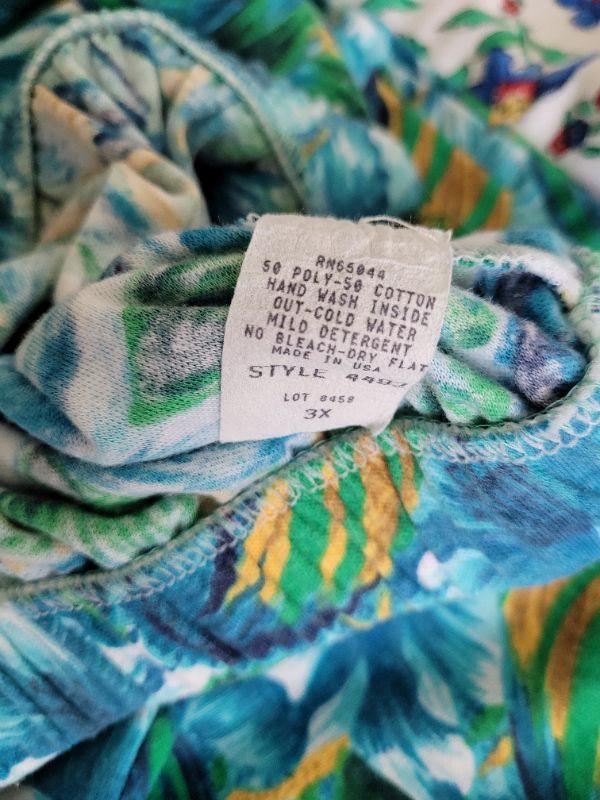 RN65044
50 POLY-50 COTTON
HAND WASH INSIDE
OUT-COLD WATER
MILD DETERGENT
NO BLEACH-DRY FLAT
MADE IN USA
STYLE
LOT 8458
3X